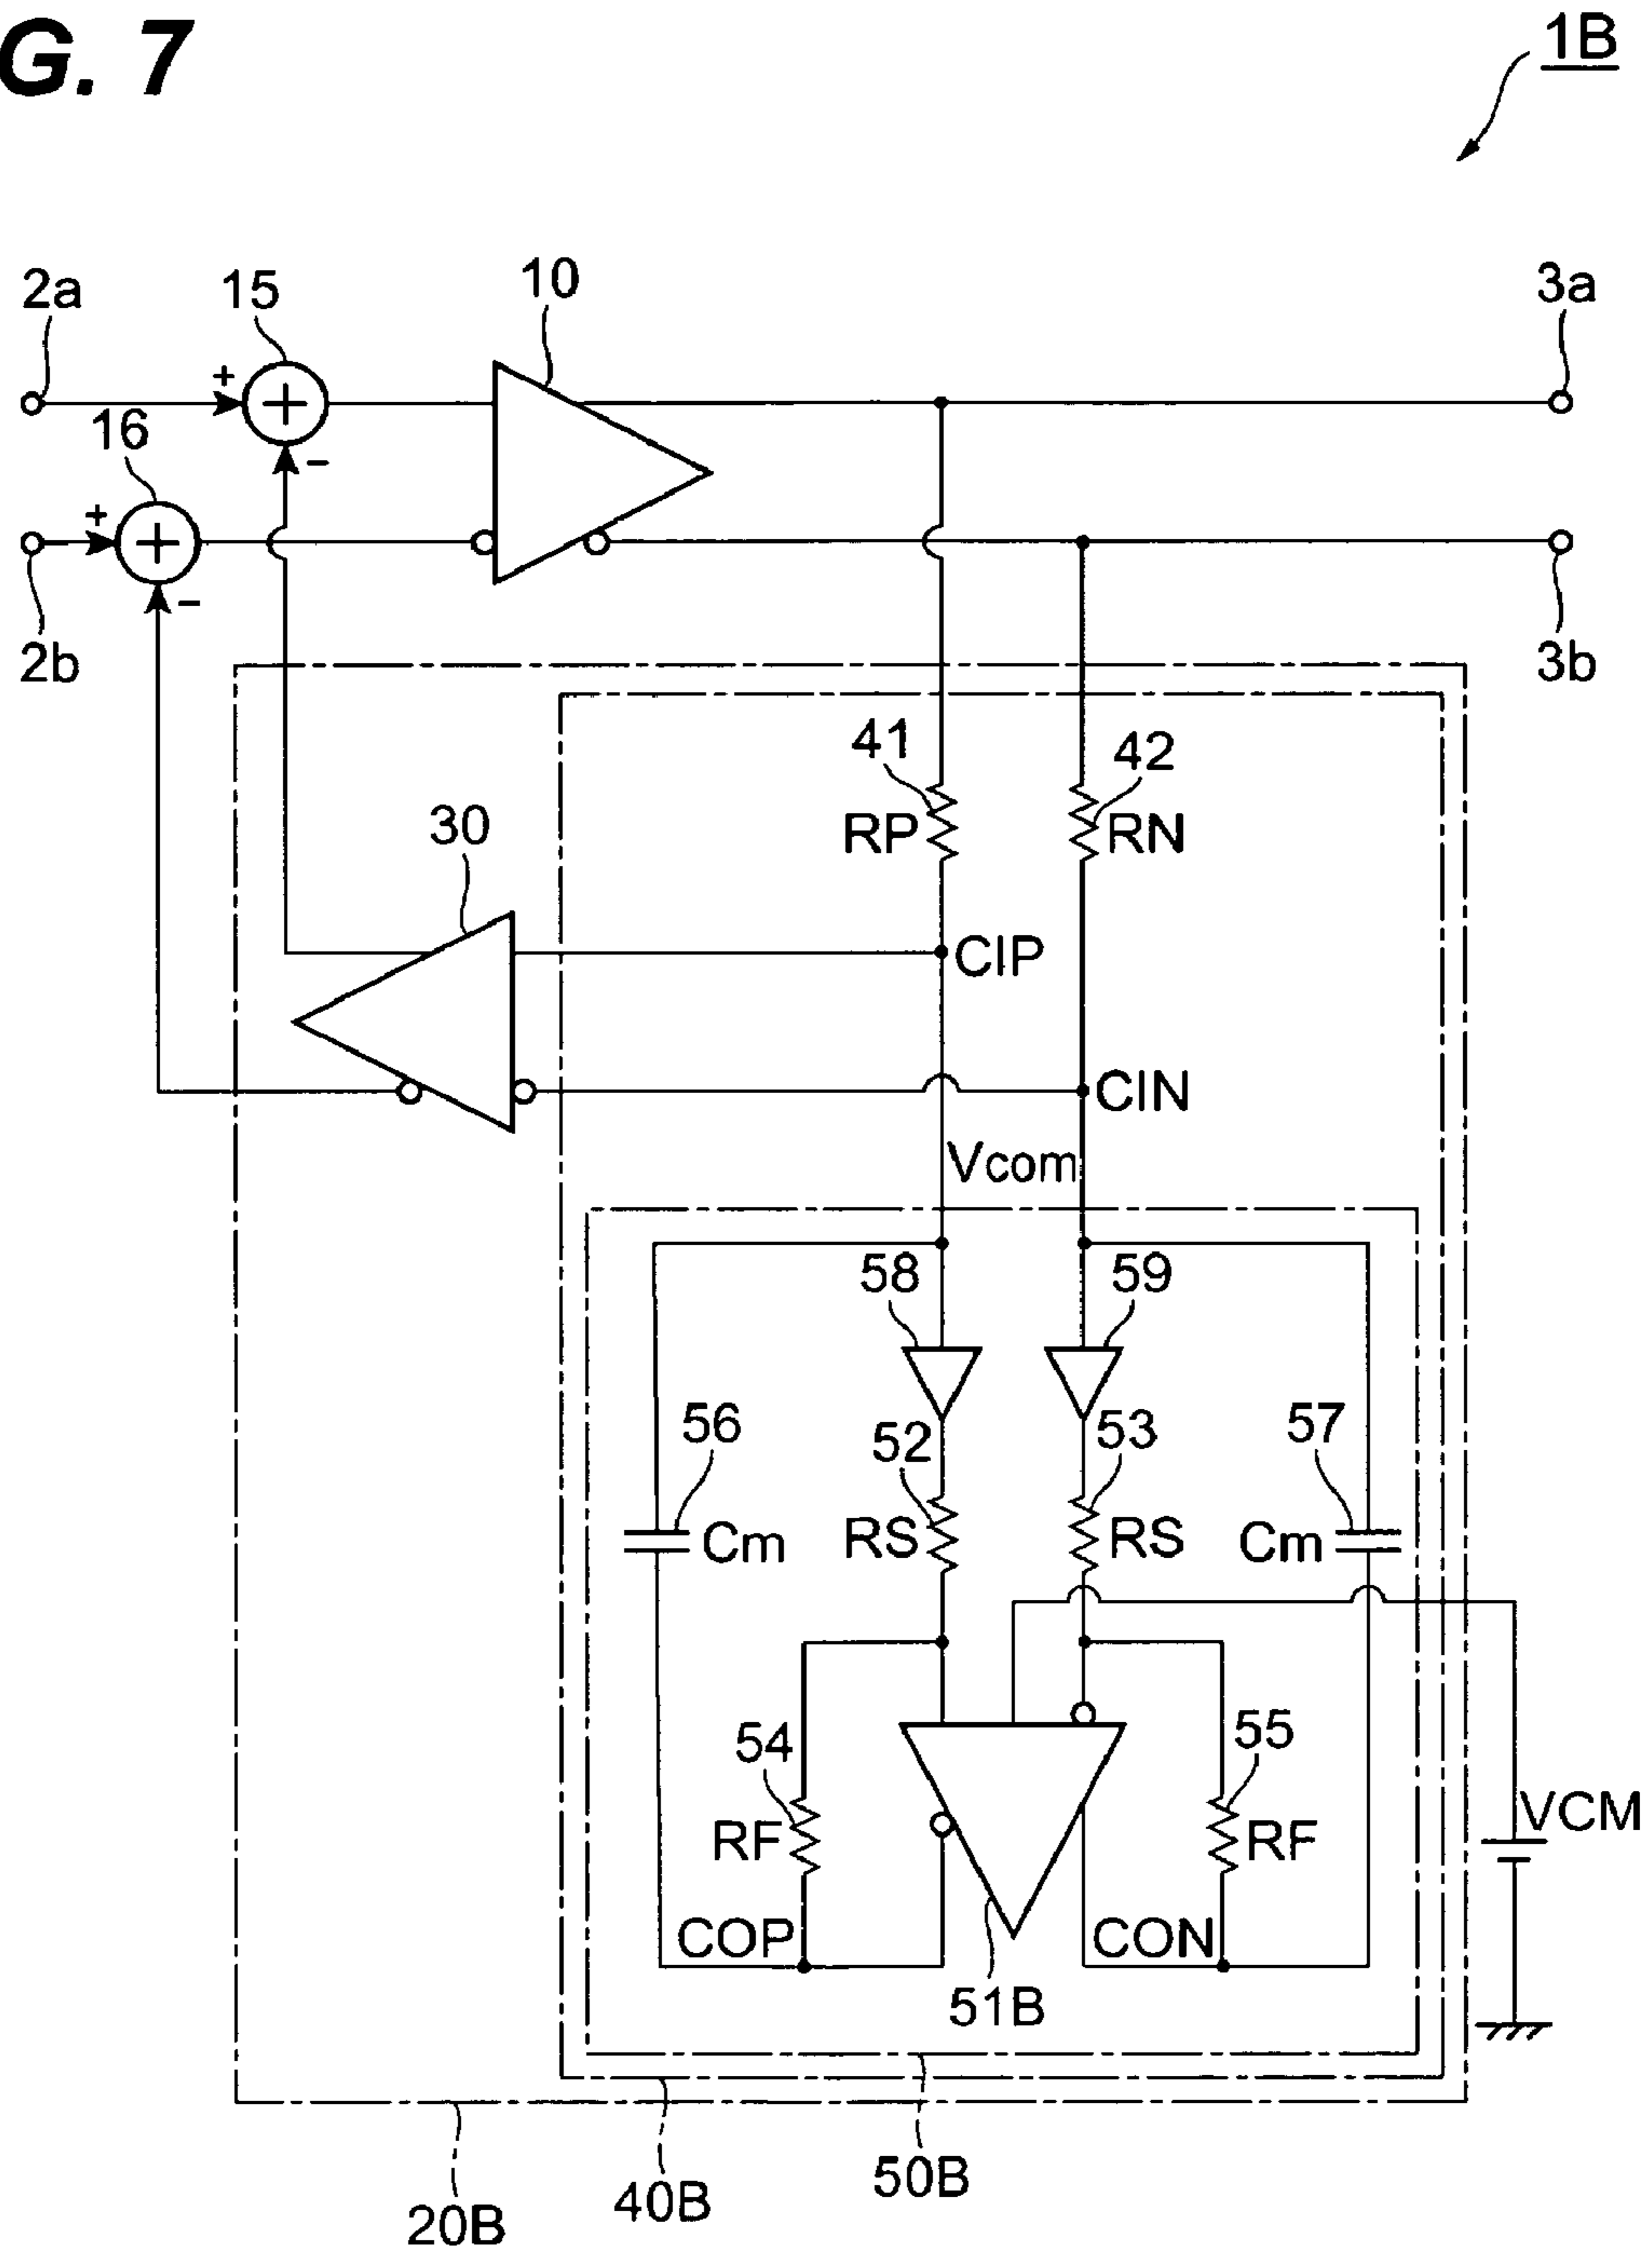 G. 7
1B
2a
15
10
3a
+
+
16
-
+
+
-
2b
3b
41
42
30
RP
RN
CIP
CIN
Vcom
58
59
56
52
53
57
Cm
RS
RS
Cm
54
55
RF
RF
VCM
COP
CON
51B
50B
40B
20B